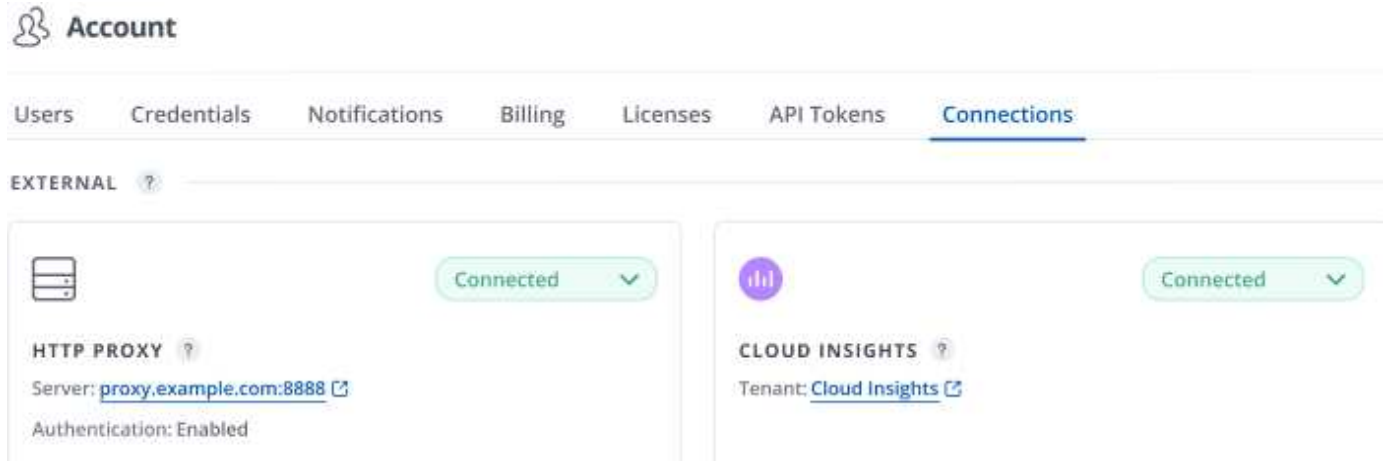 Account
Users Credentials Notifications Billing Licenses API Tokens Connections
EXTERNAL ?
Connected Connected
HTTP PROXY ? CLOUD INSIGHTS ?
Server: proxy.example.com:8888 Tenant: Cloud Insights
Authentication: Enabled